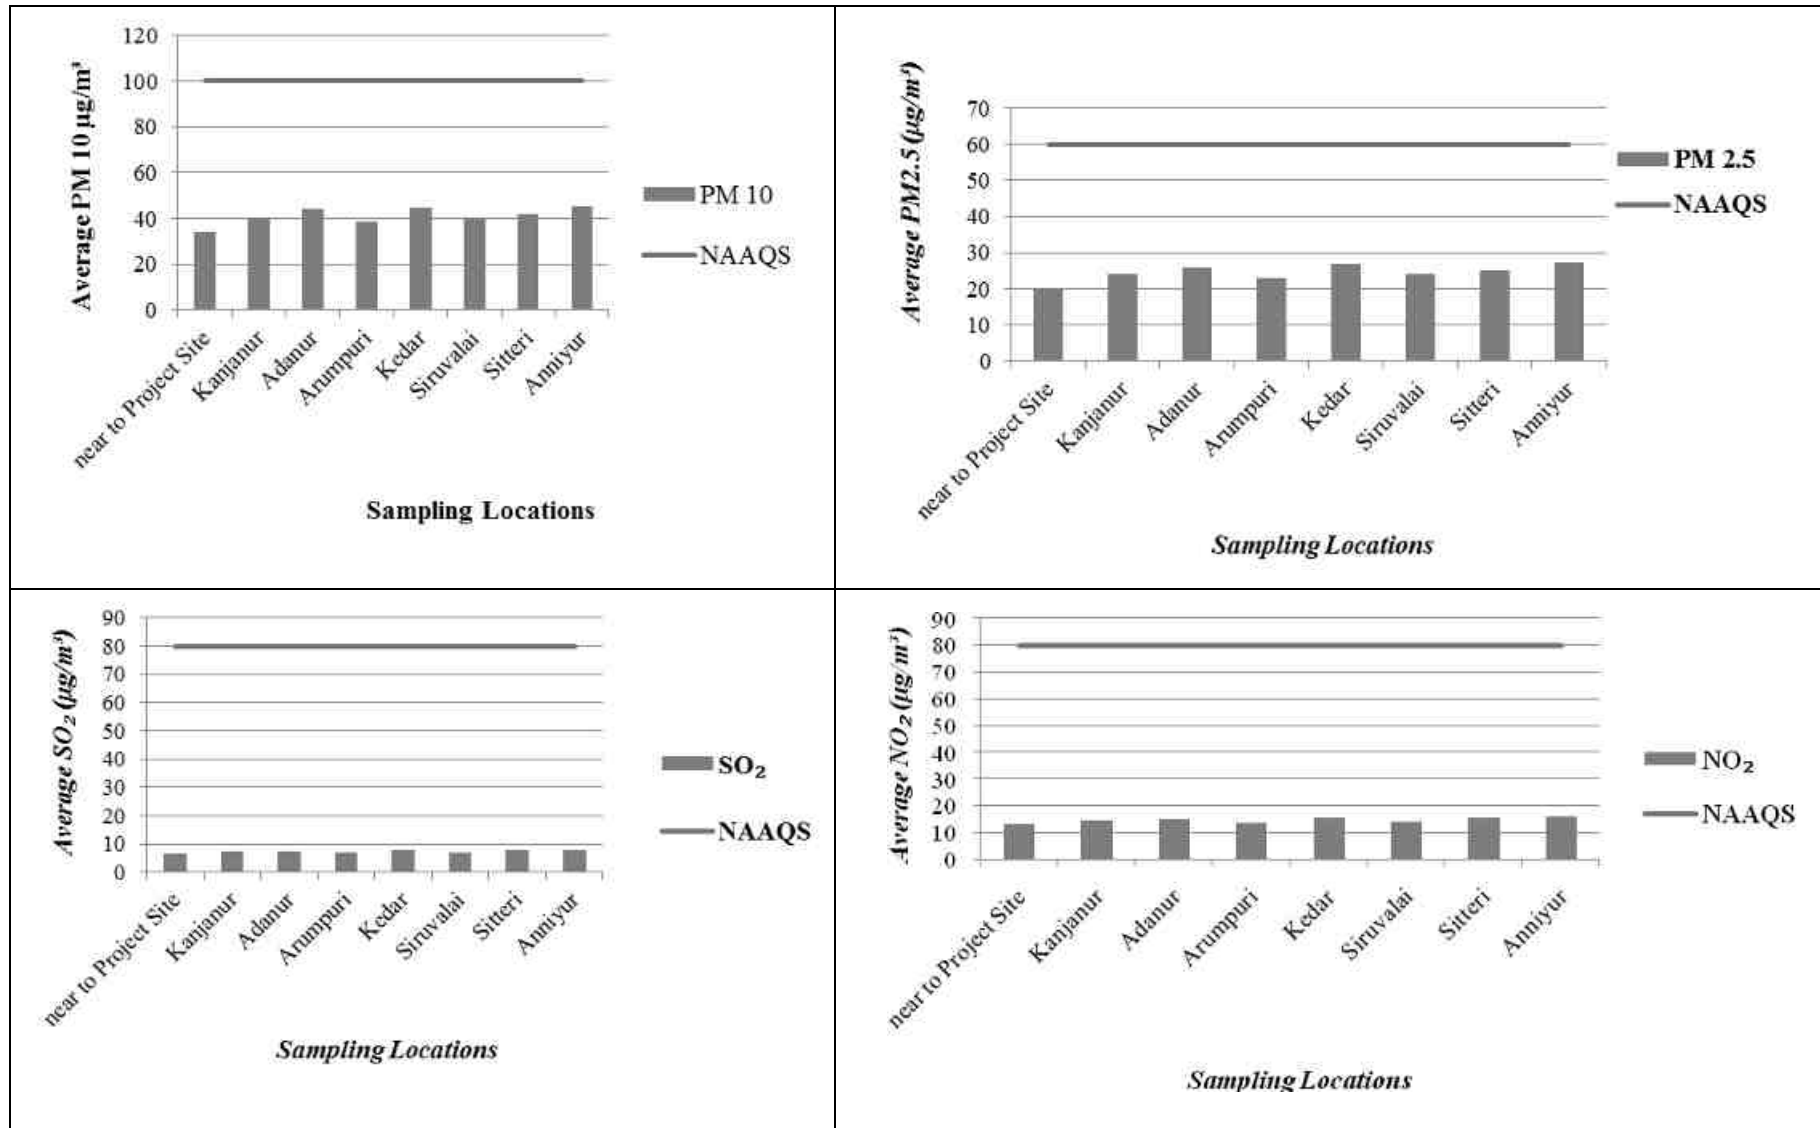 120
100
80
60
40
20
0
Average PM 10 µg/m³
near to Project Site
Kanjanur
Adanur
Arumpuri
Kedar
Siruvalai
Sitteri
Anniyur
Sampling Locations
PM 10
NAAQS
70
60
50
40
30
20
10
0
Average PM2.5 (µg/m³)
near to Project Site
Kanjanur
Adanur
Arumpuri
Kedar
Siruvalai
Sitteri
Anniyur
Sampling Locations
PM 2.5
NAAQS
90
80
70
60
50
40
30
20
10
0
Average SO₂ (µg/m³)
near to Project Site
Kanjanur
Adanur
Arumpuri
Kedar
Siruvalai
Sitteri
Anniyur
Sampling Locations
SO₂
NAAQS
90
80
70
60
50
40
30
20
10
0
Average NO₂ (µg/m³)
near to Project Site
Kanjanur
Adanur
Arumpuri
Kedar
Siruvalai
Sitteri
Anniyur
Sampling Locations
NO₂
NAAQS